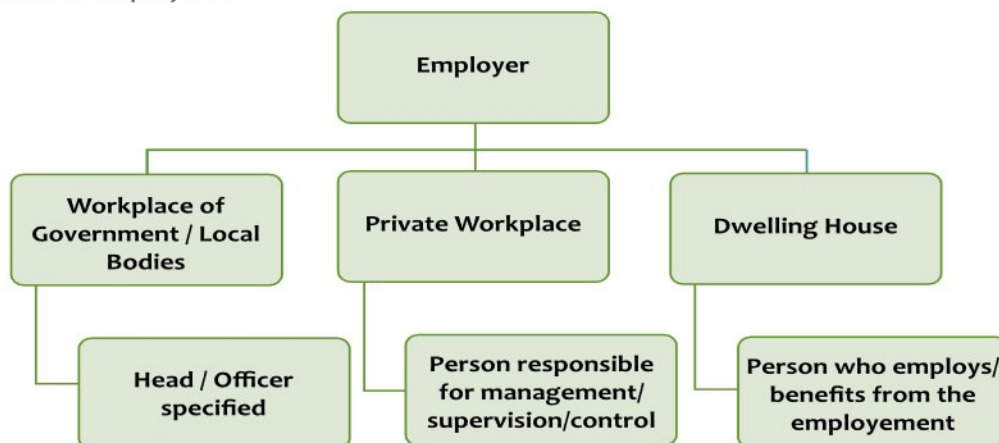 Employer
Workplace of
Government / Local
Bodies
Private Workplace
Dwelling House
Head / Officer
specified
Person responsible
for management/
supervision/control
Person who employs/
benefits from the
employement